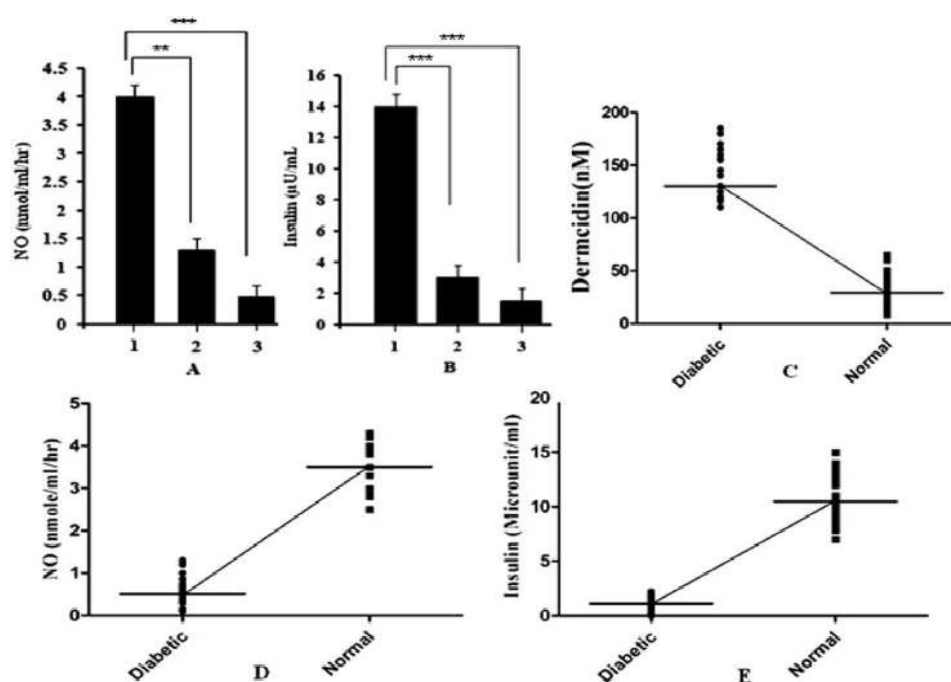 ***
**
NO (nmol/ml/hr)
4.5
4
3.5
3
2.5
2
1.5
1
0.5
0
1 2 3
A
***
***
Insulin (µU/mL)
16
14
12
10
8
6
4
2
0
1 2 3
B
Dermcidin(nM)
200
150
100
50
0
Diabetic
Normal
C
NO (nmole/ml/hr)
5
4
3
2
1
0
Diabetic
Normal
D
Insulin (Microunit/ml)
15
10
5
0
Diabetic
Normal
E